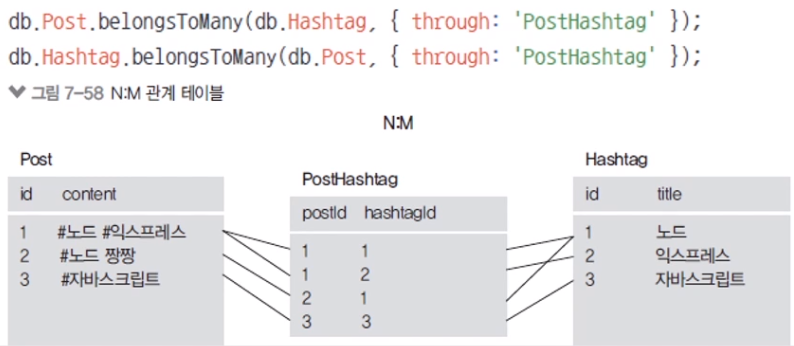 db.Post.belongsToMany(db.Hashtag, { through: 'PostHashtag' });
db.Hashtag.belongsToMany(db.Post, { through: 'PostHashtag' });
그림 7-58 N:M 관계 테이블
N:M
Post
id content
1 #노드 #익스프레스
2 #노드 짱짱
3 #자바스크립트
PostHashtag
postId hashtagId
1 1
1 2
2 1
3 3
Hashtag
id title
1 노드
2 익스프레스
3 자바스크립트